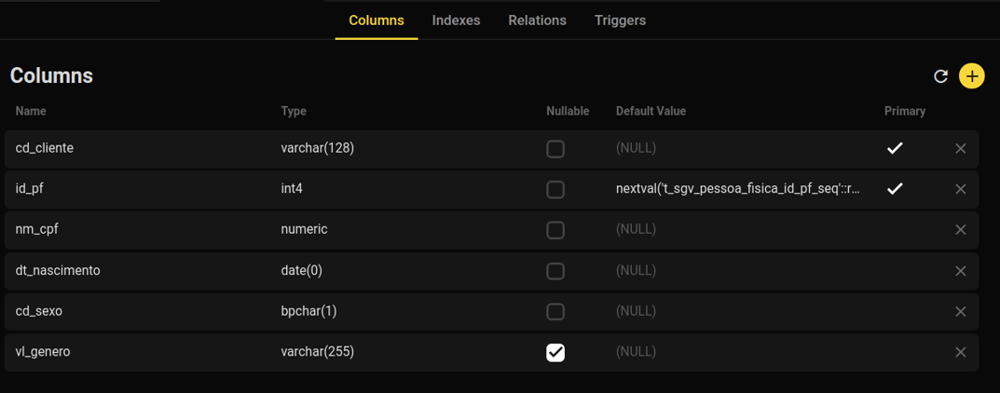 Columns Indexes Relations Triggers
Columns
Name Type Nullable Default Value Primary
cd_cliente varchar(128) (NULL)
id_pf int4 nextval('t_sgv_pessoa_fisica_id_pf_seq'::r...
nm_cpf numeric (NULL)
dt_nascimento date(0) (NULL)
cd_sexo bpchar(1) (NULL)
vl_genero varchar(255) (NULL)